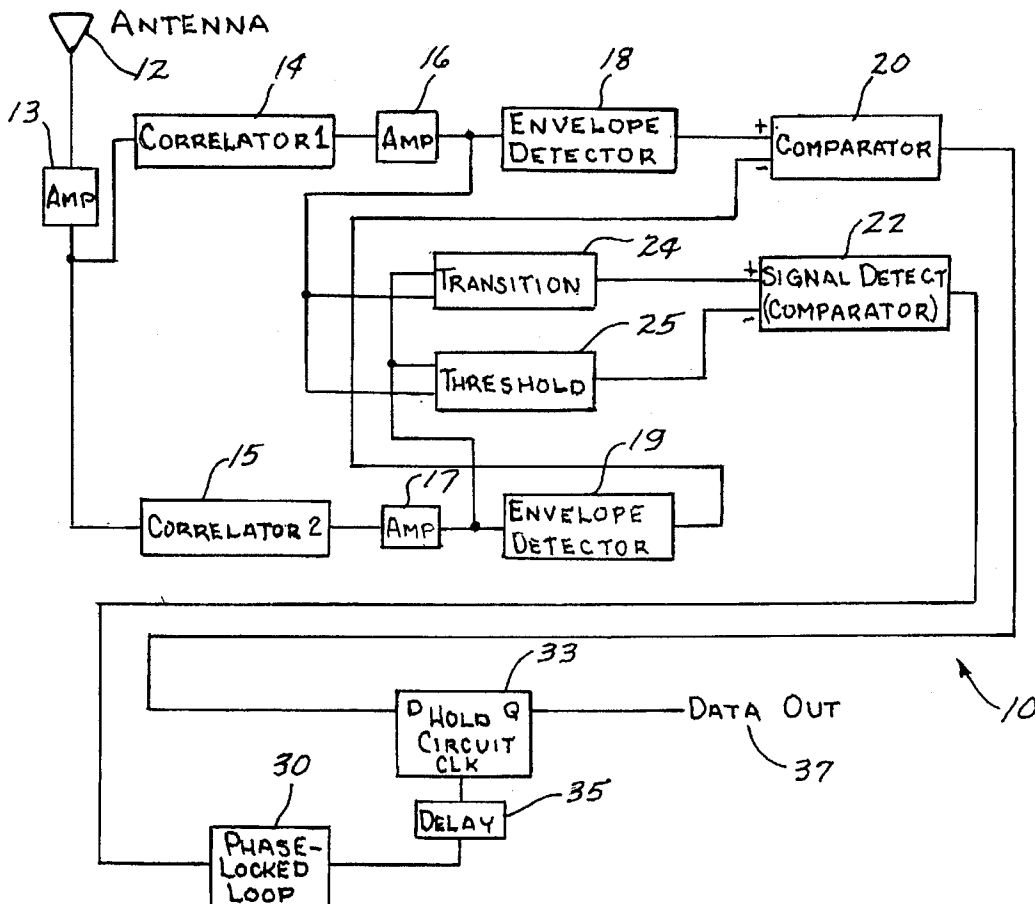 ANTENNA
12
13
AMP
14
CORRELATOR 1
16
AMP
18
ENVELOPE
DETECTOR
20
+
-
COMPARATOR
24
TRANSITION
22
+
-
SIGNAL DETECT
(COMPARATOR)
25
THRESHOLD
15
CORRELATOR 2
17
AMP
19
ENVELOPE
DETECTOR
33
D HOLD Q
CIRCUIT
CLK
DATA OUT
37
10
35
DELAY
30
PHASE-
LOCKED
LOOP